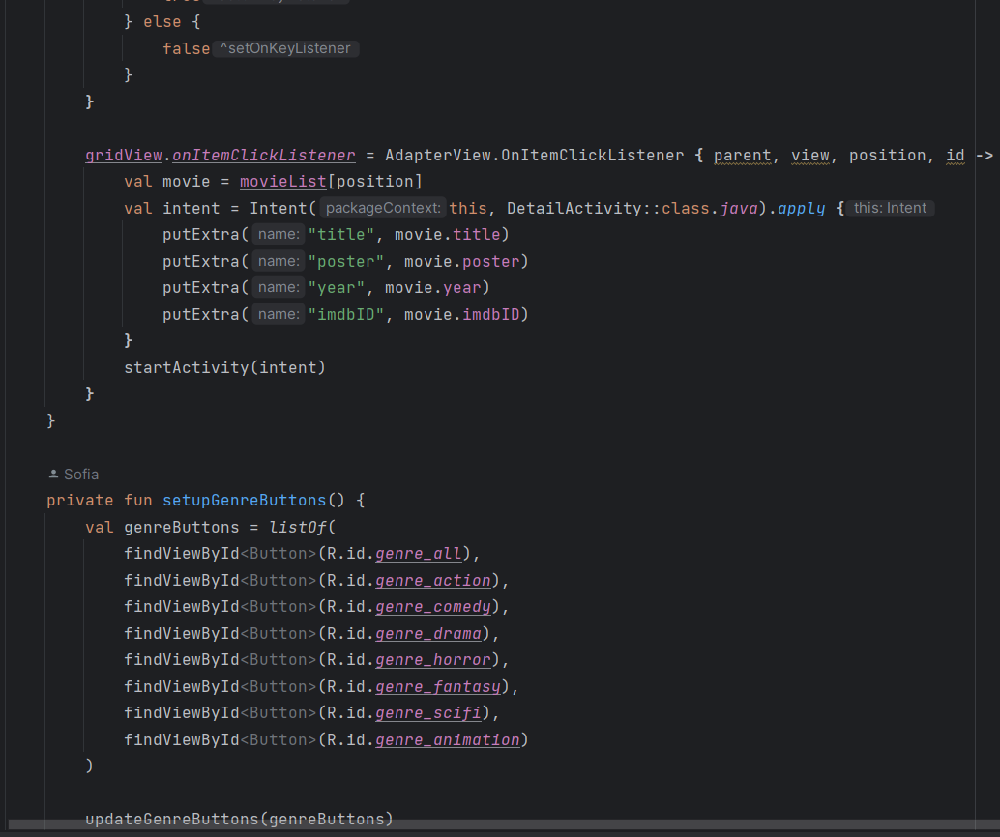 } else {
false ^setOnKeyListener
}
}
gridView.onItemClickListener = AdapterView.OnItemClickListener { parent, view, position, id ->
val movie = movieList[position]
val intent = Intent( packageContext: this, DetailActivity::class.java).apply { this: Intent
putExtra( name: "title", movie.title)
putExtra( name: "poster", movie.poster)
putExtra( name: "year", movie.year)
putExtra( name: "imdbID", movie.imdbID)
}
startActivity(intent)
}
}
Sofia
private fun setupGenreButtons() {
val genreButtons = listOf(
findViewById<Button>(R.id.genre_all),
findViewById<Button>(R.id.genre_action),
findViewById<Button>(R.id.genre_comedy),
findViewById<Button>(R.id.genre_drama),
findViewById<Button>(R.id.genre_horror),
findViewById<Button>(R.id.genre_fantasy),
findViewById<Button>(R.id.genre_scifi),
findViewById<Button>(R.id.genre_animation)
)
updateGenreButtons(genreButtons)